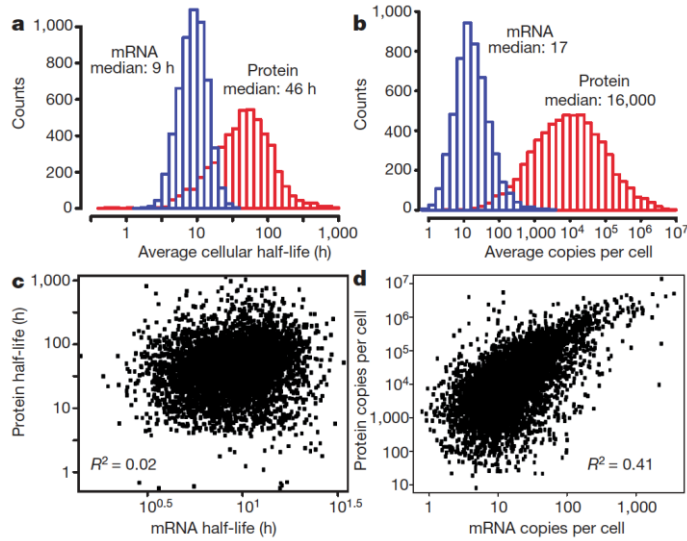 a
1,000
800
600
400
200
0
Counts
mRNA
median: 9 h
Protein
median: 46 h
1
10
100
1,000
Average cellular half-life (h)
b
1,000
800
600
400
200
0
Counts
mRNA
median: 17
Protein
median: 16,000
1
10
100
1,000
10⁴
10⁵
10⁶
10⁷
Average copies per cell
c
1,000
100
10
1
Protein half-life (h)
R² = 0.02
10⁰·⁵
10¹
10¹·⁵
mRNA half-life (h)
d
10⁷
10⁶
10⁵
10⁴
1,000
100
10
Protein copies per cell
R² = 0.41
1
10
100
1,000
mRNA copies per cell